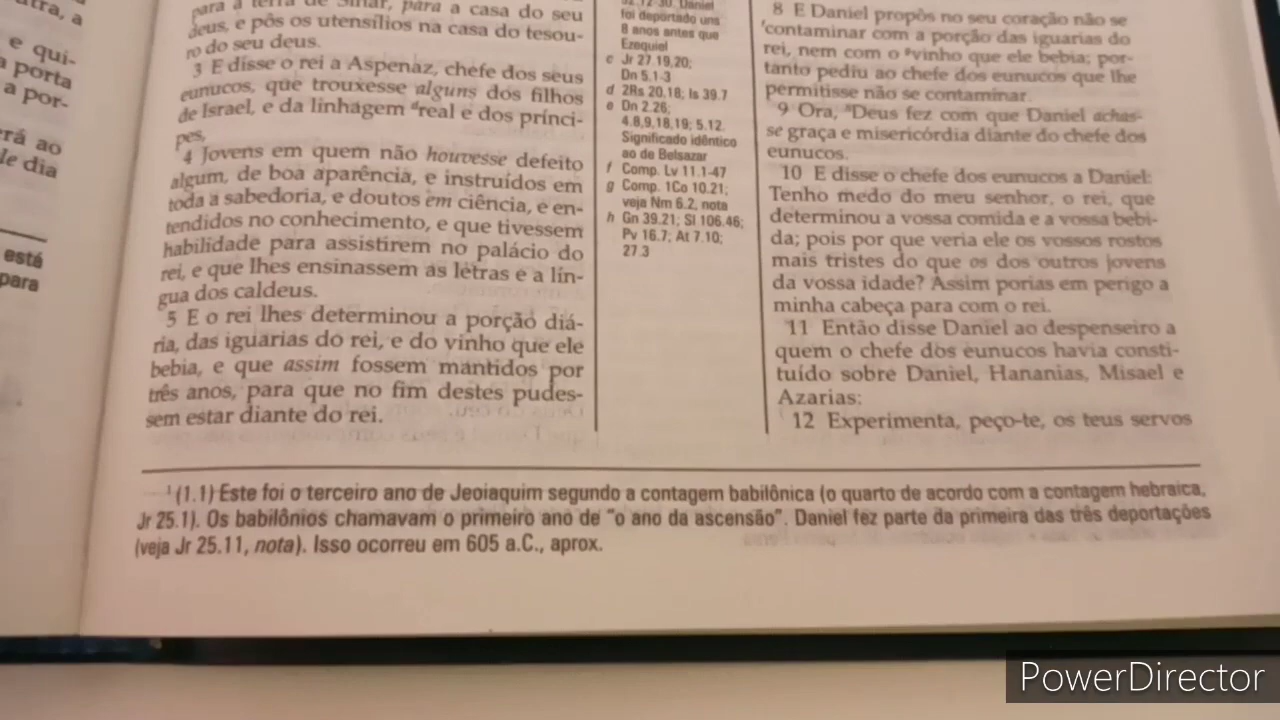 utra, a
e qui-
a porta
a por-
erá ao
le dia
está
para
para a terra de Sinar, para a casa do seu
deus, e pôs os utensílios na casa do tesou-
ro do seu deus.
3 E disse o rei a Aspenaz, chefe dos seus
eunucos, que trouxesse alguns dos filhos
de Israel, e da linhagem dreal e dos prínci-
pes,
4 Jovens em quem não houvesse defeito
algum, de boa aparência, e instruídos em
toda a sabedoria, e doutos em ciência, e en-
tendidos no conhecimento, e que tivessem
habilidade para assistirem no palácio do
rei, e que lhes ensinassem as letras e a lín-
gua dos caldeus.
5 E o rei lhes determinou a porção diá-
ria, das iguarias do rei, e do vinho que ele
bebia, e que assim fossem mantidos por
três anos, para que no fim destes pudes-
sem estar diante do rei.
Daniel
foi deportado uns
8 anos antes que
Ezequiel
c Jr 27.19,20;
Dn 5.1-3
d 2Rs 20.18; Is 39.7
e Dn 2.26;
4.8,9,18,19; 5.12.
Significado idêntico
ao de Belsazar
f Comp. Lv 11.1-47
g Comp. 1Co 10.21;
veja Nm 6.2, nota
h Gn 39.21; Sl 106.46;
Pv 16.7; At 7.10;
27.3
8 E Daniel propôs no seu coração não se
fcontaminar com a porção das iguarias do
rei, nem com o gvinho que ele bebia; por-
tanto pediu ao chefe dos eunucos que lhe
permitisse não se contaminar.
9 Ora, hDeus fez com que Daniel achas-
se graça e misericórdia diante do chefe dos
eunucos.
10 E disse o chefe dos eunucos a Daniel:
Tenho medo do meu senhor, o rei, que
determinou a vossa comida e a vossa bebi-
da; pois por que veria ele os vossos rostos
mais tristes do que os dos outros jovens
da vossa idade? Assim porias em perigo a
minha cabeça para com o rei.
11 Então disse Daniel ao despenseiro a
quem o chefe dos eunucos havia consti-
tuído sobre Daniel, Hananias, Misael e
Azarias:
12 Experimenta, peço-te, os teus servos
1 (1.1) Este foi o terceiro ano de Jeoiaquim segundo a contagem babilônica (o quarto de acordo com a contagem hebraica,
Jr 25.1). Os babilônios chamavam o primeiro ano de "o ano da ascensão". Daniel fez parte da primeira das três deportações
(veja Jr 25.11, nota). Isso ocorreu em 605 a.C., aprox.
PowerDirector